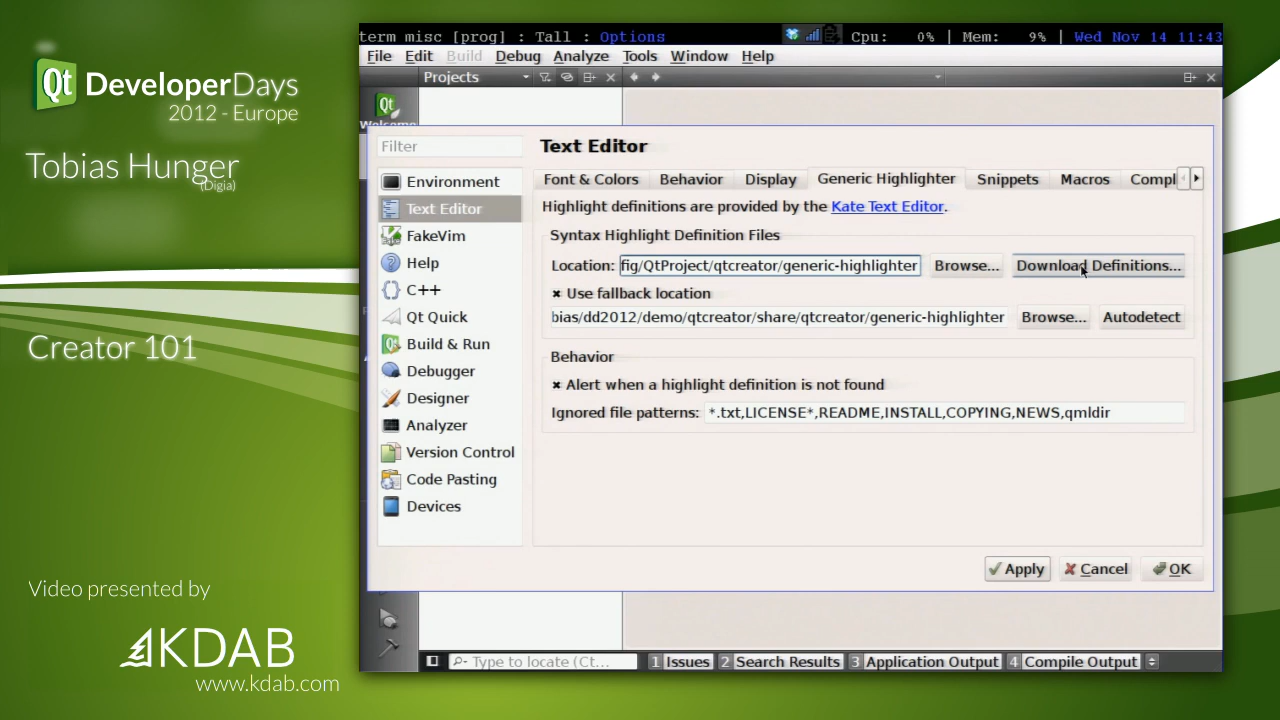 Qt DeveloperDays
2012 - Europe
Tobias Hunger
(Digia)
Creator 101
Video presented by
KDAB
www.kdab.com
term misc [prog] : Tall : Options Cpu: 0% | Mem: 9% | Wed Nov 14 11:43
File Edit Build Debug Analyze Tools Window Help
Projects
Qt
Welcome
Filter
Environment
Text Editor
FakeVim
Help
C++
Qt Quick
Build & Run
Debugger
Designer
Analyzer
Version Control
Code Pasting
Devices
Text Editor
Font & Colors Behavior Display Generic Highlighter Snippets Macros Compl
Highlight definitions are provided by the Kate Text Editor.
Syntax Highlight Definition Files
Location: fig/QtProject/qtcreator/generic-highlighter Browse... Download Definitions...
Use fallback location
bias/dd2012/demo/qtcreator/share/qtcreator/generic-highlighter Browse... Autodetect
Behavior
Alert when a highlight definition is not found
Ignored file patterns: *.txt,LICENSE*,README,INSTALL,COPYING,NEWS,qmldir
Apply Cancel OK
Type to locate (Ct... 1 Issues 2 Search Results 3 Application Output 4 Compile Output